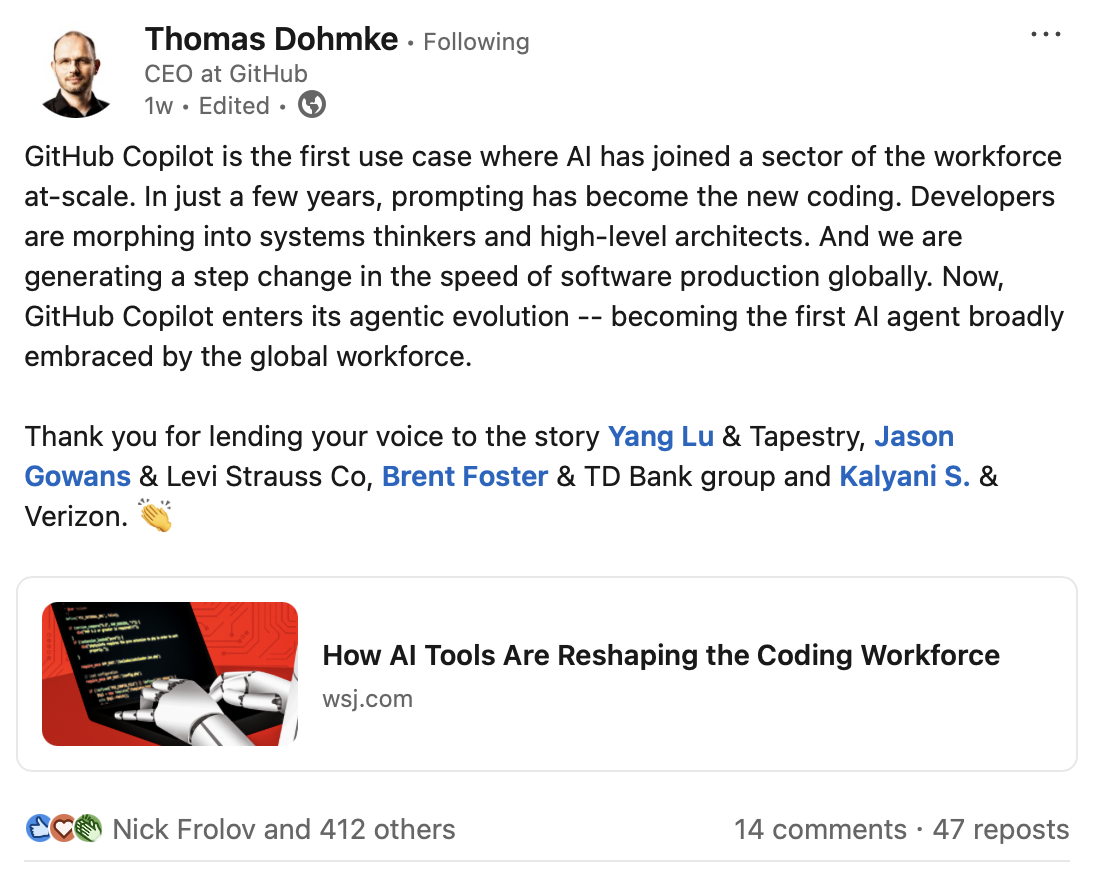 Thomas Dohmke • Following
CEO at GitHub
1w • Edited •
GitHub Copilot is the first use case where AI has joined a sector of the workforce
at-scale. In just a few years, prompting has become the new coding. Developers
are morphing into systems thinkers and high-level architects. And we are
generating a step change in the speed of software production globally. Now,
GitHub Copilot enters its agentic evolution -- becoming the first AI agent broadly
embraced by the global workforce.
Thank you for lending your voice to the story Yang Lu & Tapestry, Jason
Gowans & Levi Strauss Co, Brent Foster & TD Bank group and Kalyani S. &
Verizon. 👏
How AI Tools Are Reshaping the Coding Workforce
wsj.com
Nick Frolov and 412 others
14 comments · 47 reposts